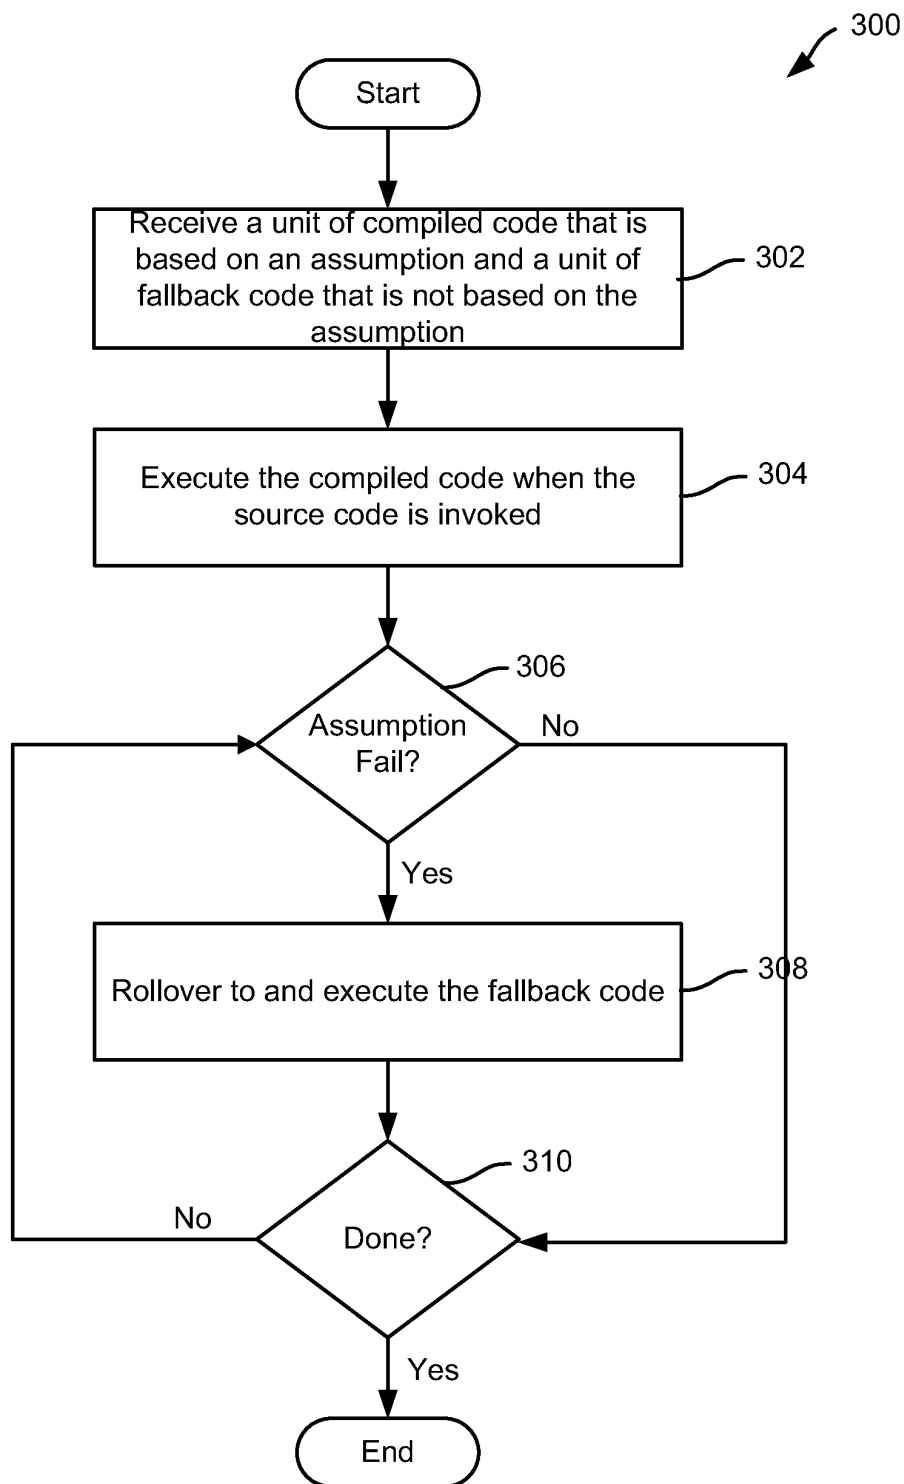 300
Start
Receive a unit of compiled code that is
based on an assumption and a unit of
fallback code that is not based on the
assumption
302
Execute the compiled code when the
source code is invoked
304
306
Assumption
Fail?
No
Yes
Rollover to and execute the fallback code
308
310
No
Done?
Yes
End